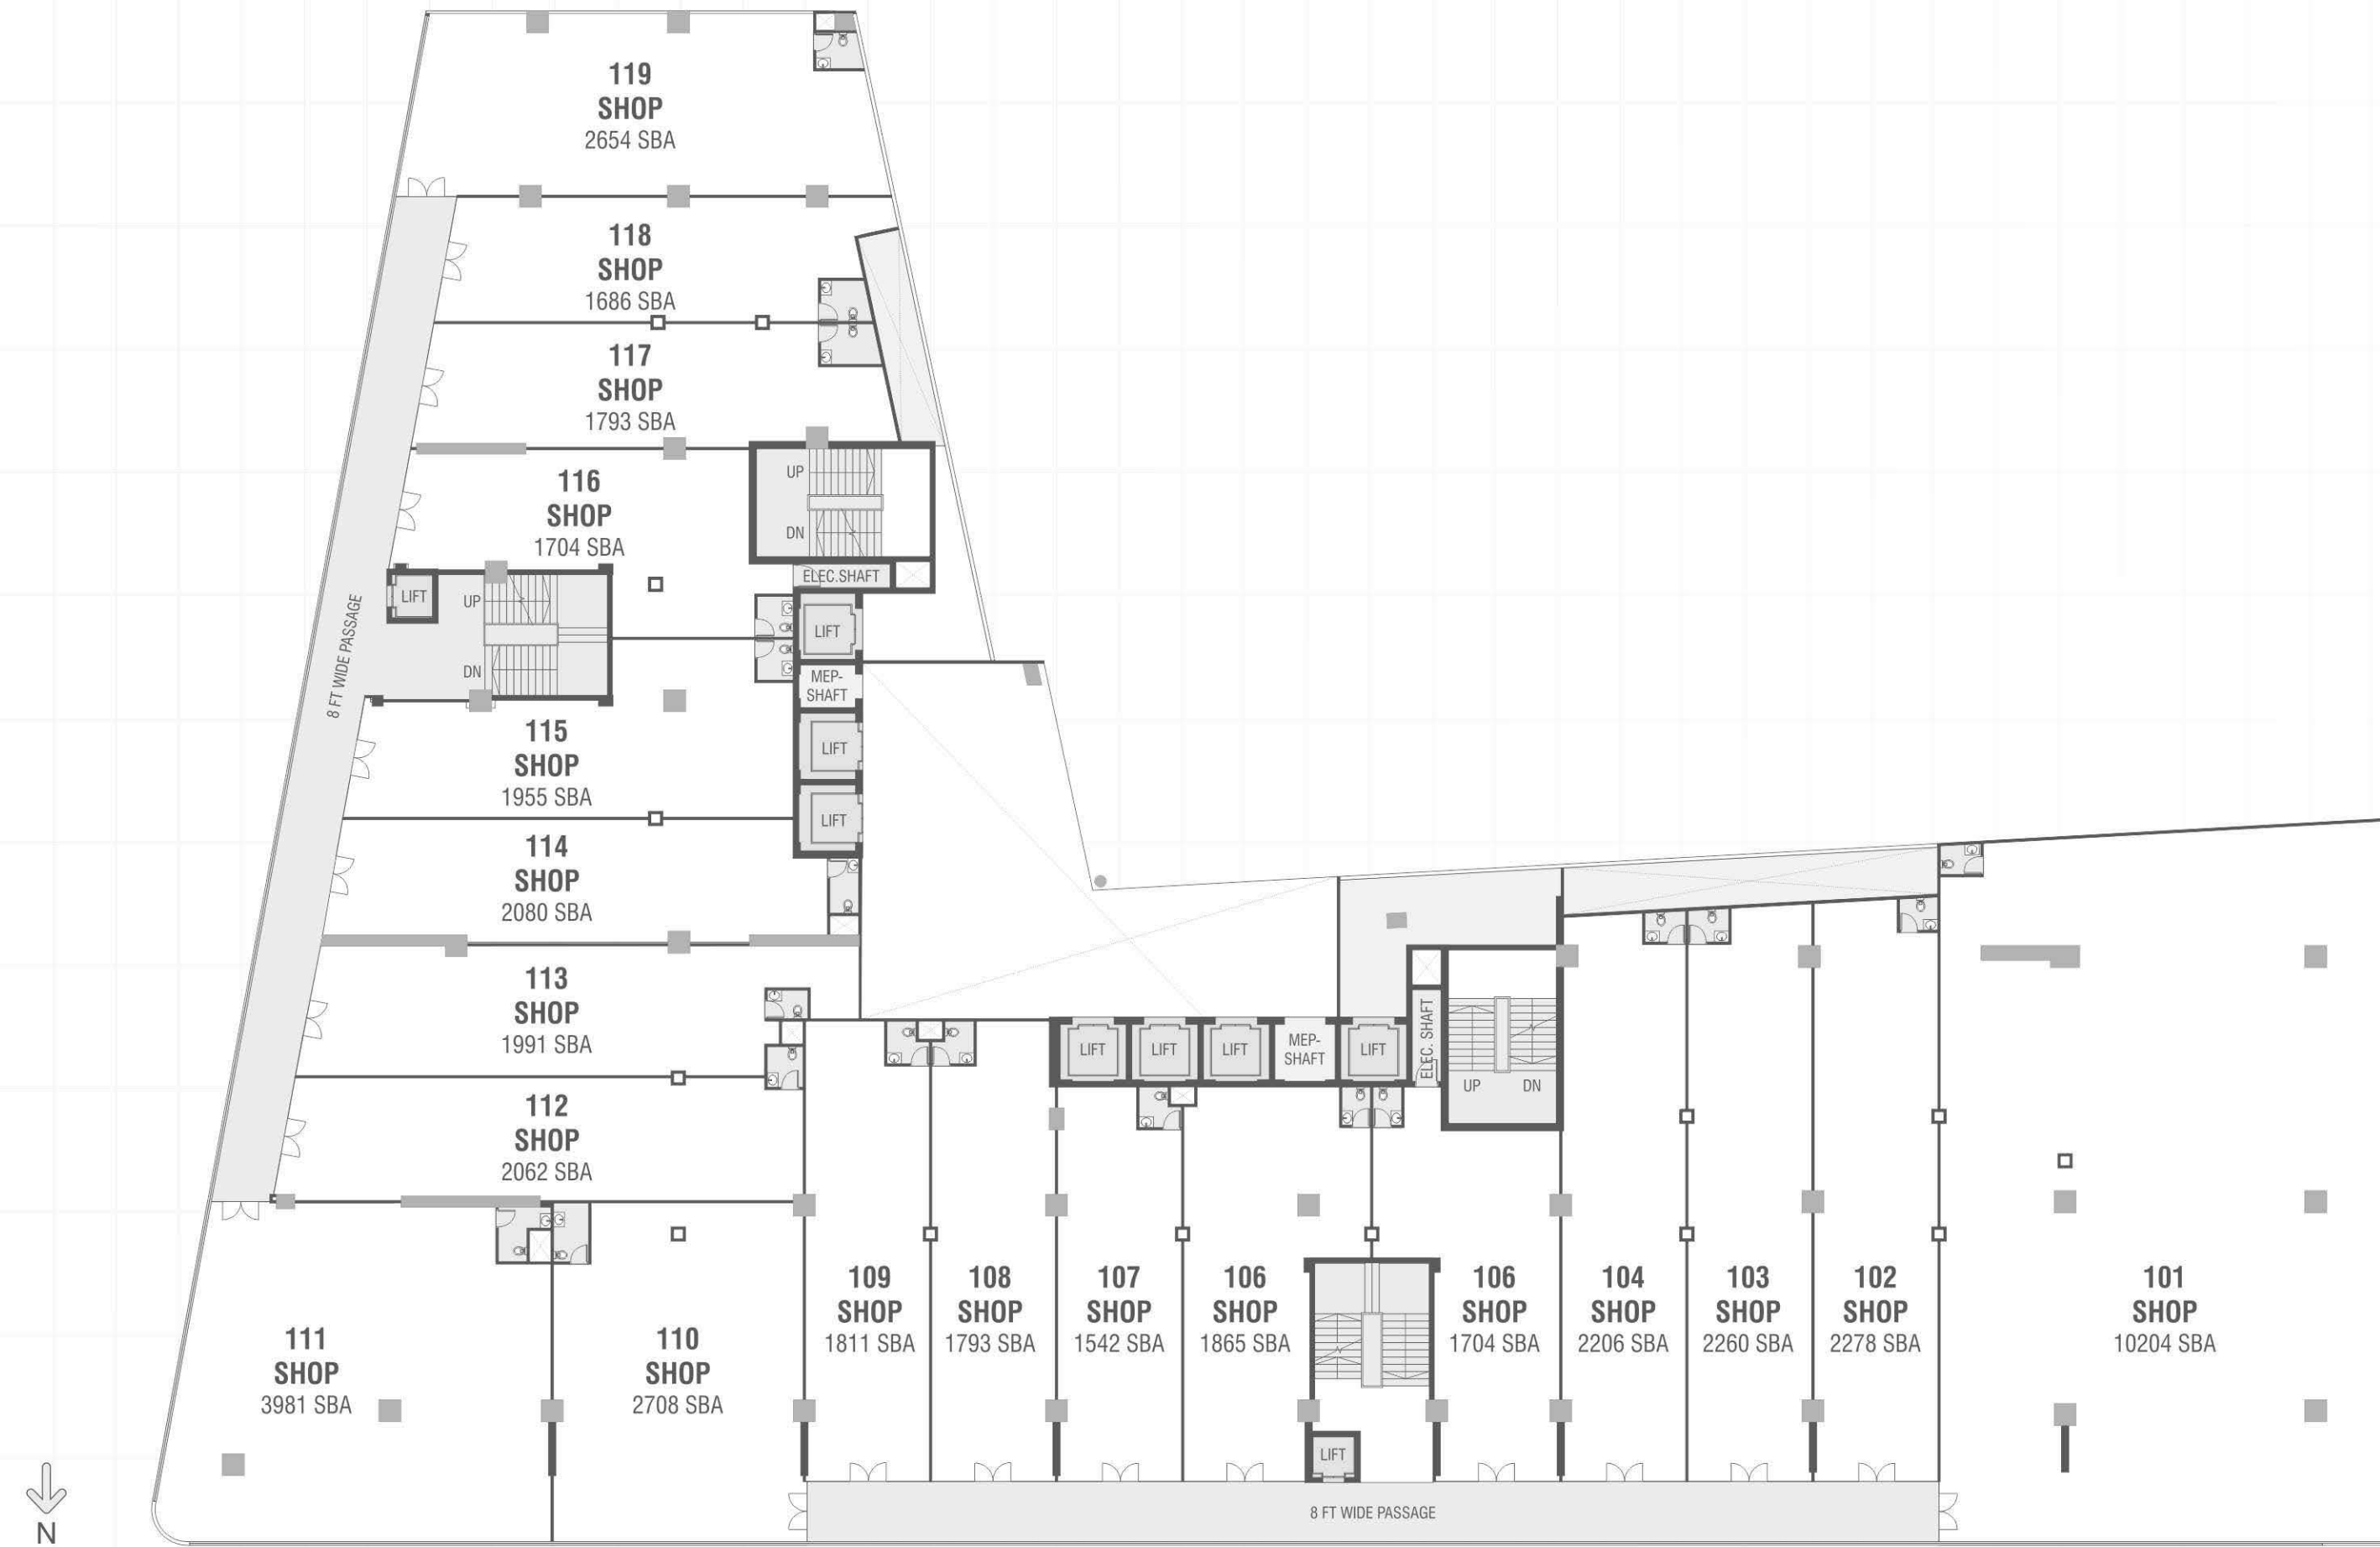 119
SHOP
2654 SBA
118
SHOP
1686 SBA
117
SHOP
1793 SBA
116
SHOP
1704 SBA
UP
DN
ELEC.SHAFT
LIFT
UP
DN
LIFT
MEP-
SHAFT
LIFT
LIFT
8 FT WIDE PASSAGE
115
SHOP
1955 SBA
114
SHOP
2080 SBA
113
SHOP
1991 SBA
112
SHOP
2062 SBA
111
SHOP
3981 SBA
110
SHOP
2708 SBA
LIFT
LIFT
LIFT
MEP-
SHAFT
LIFT
ELEC. SHAFT
UP
DN
109
SHOP
1811 SBA
108
SHOP
1793 SBA
107
SHOP
1542 SBA
106
SHOP
1865 SBA
LIFT
106
SHOP
1704 SBA
104
SHOP
2206 SBA
103
SHOP
2260 SBA
102
SHOP
2278 SBA
101
SHOP
10204 SBA
8 FT WIDE PASSAGE
N